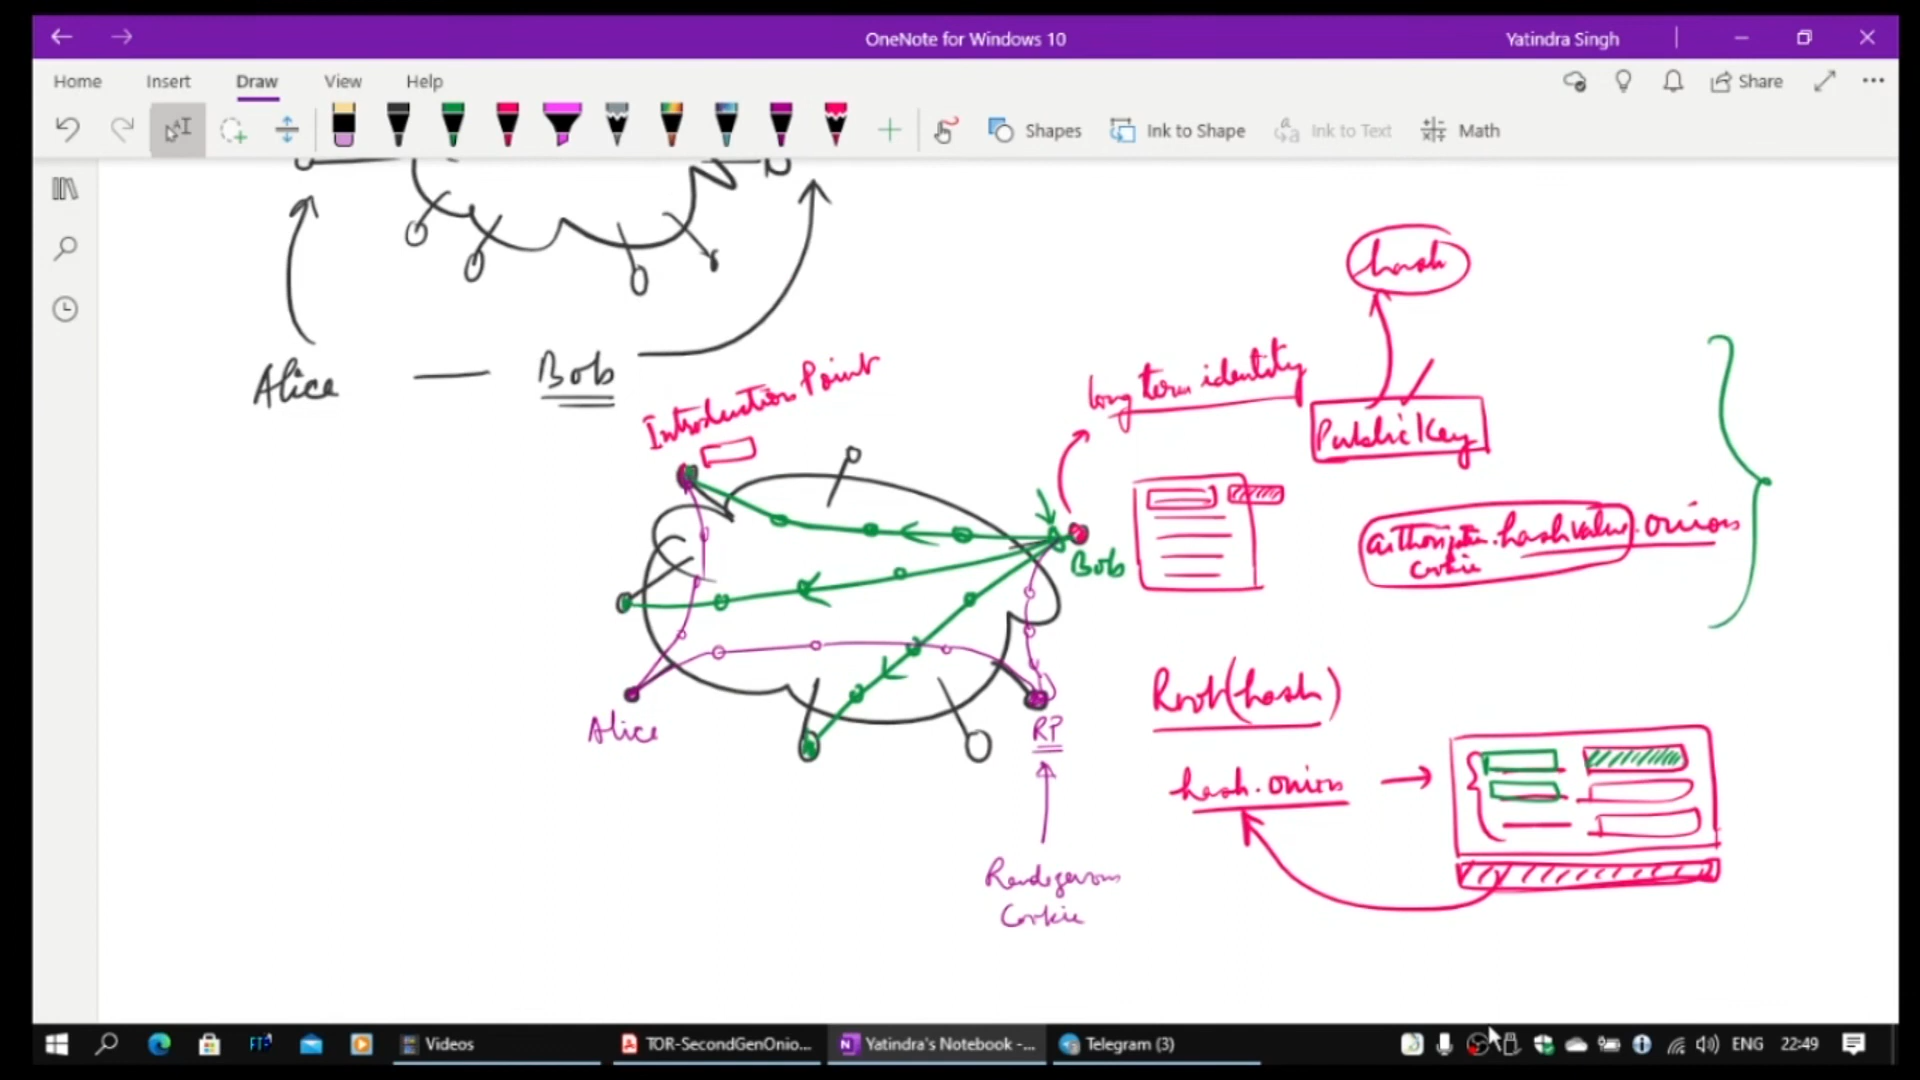 OneNote for Windows 10
Yatindra Singh
Home Insert Draw View Help
Share
Shapes Ink to Shape Ink to Text Math
hash
Alice — Bob
Introduction Point
long term identity
Public Key
Bob
hashvalue.onion
cookie
Alice
RP
Root(hash)
hash.onion
Cookie
Videos
TOR-SecondGenOnio...
Yatindra's Notebook -...
Telegram (3)
ENG
22:49